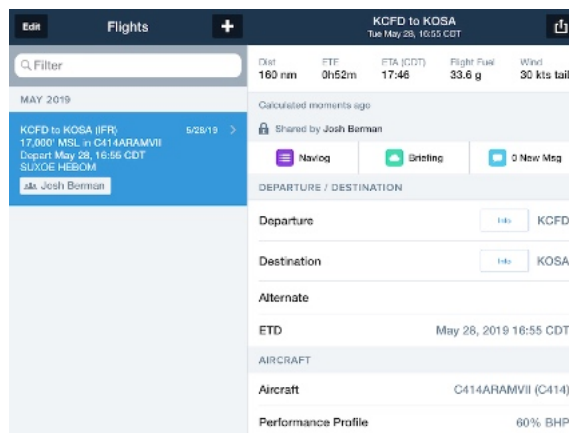 Edit
Flights
+
KCFD to KOSA
Tue May 28, 16:55 CDT
Filter
MAY 2019
KCFD to KOSA (IFR)
5/28/19
17,000' MSL in C414ARAMVII
Depart May 28, 16:55 CDT
SUXOE HEBOM
Josh Berman
Dist
ETE
ETA (CDT)
Flight Fuel
Wind
160 nm
0h52m
17:46
33.6 g
30 kts tail
Calculated moments ago
Shared by Josh Berman
Navlog
Briefing
0 New Msg
DEPARTURE / DESTINATION
Departure
Info
KCFD
Destination
Info
KOSA
Alternate
ETD
May 28, 2019 16:55 CDT
AIRCRAFT
Aircraft
C414ARAMVII (C414)
Performance Profile
60% BHP